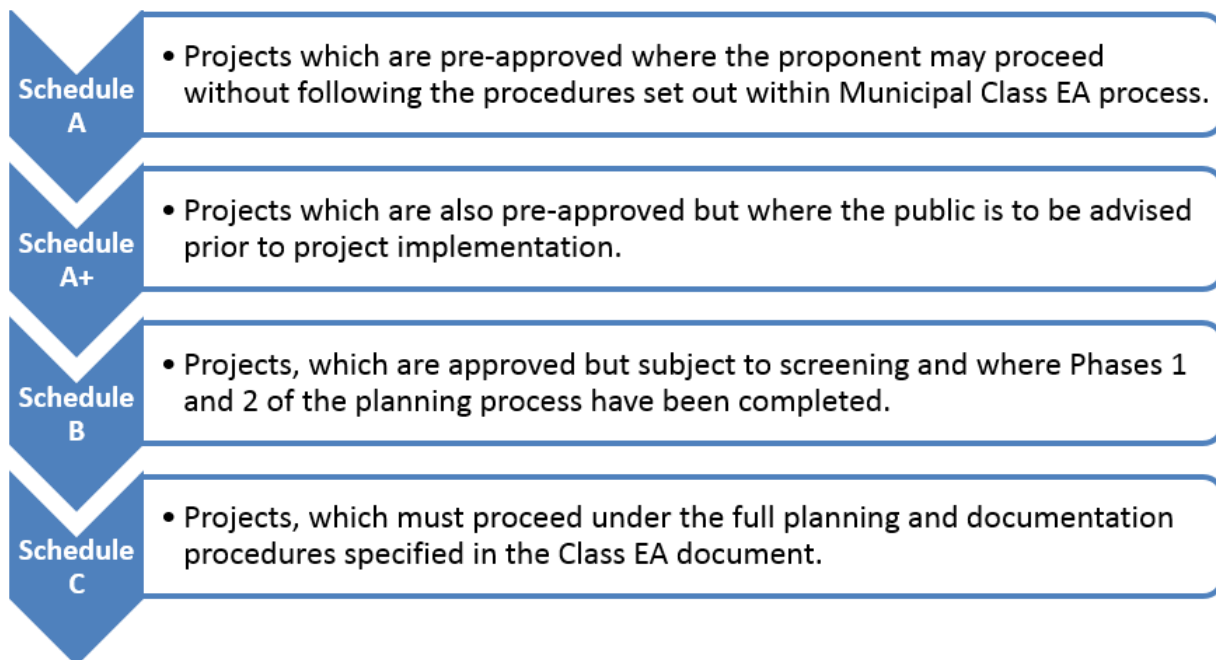 Schedule
A
• Projects which are pre-approved where the proponent may proceed
without following the procedures set out within Municipal Class EA process.
Schedule
A+
• Projects which are also pre-approved but where the public is to be advised
prior to project implementation.
Schedule
B
• Projects, which are approved but subject to screening and where Phases 1
and 2 of the planning process have been completed.
Schedule
C
• Projects, which must proceed under the full planning and documentation
procedures specified in the Class EA document.